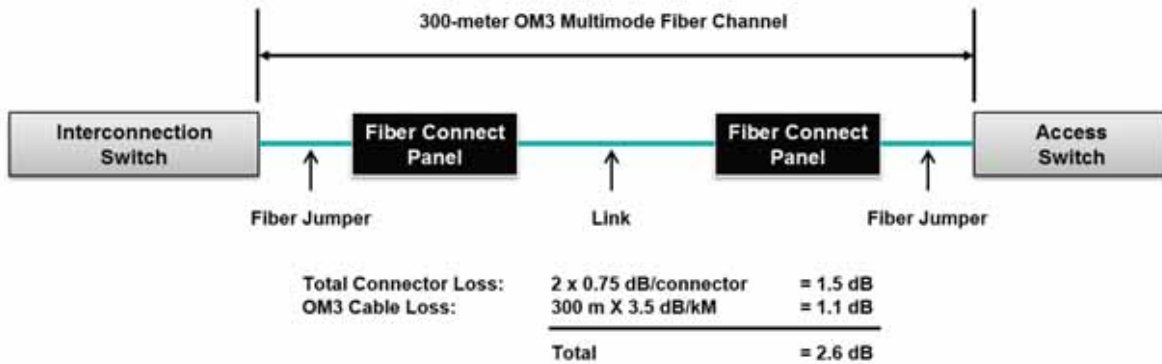 300-meter OM3 Multimode Fiber Channel
Interconnection
Switch
Fiber Connect
Panel
Fiber Connect
Panel
Access
Switch
Fiber Jumper
Link
Fiber Jumper
Total Connector Loss: 2 x 0.75 dB/connector = 1.5 dB
OM3 Cable Loss: 300 m X 3.5 dB/kM = 1.1 dB
Total = 2.6 dB